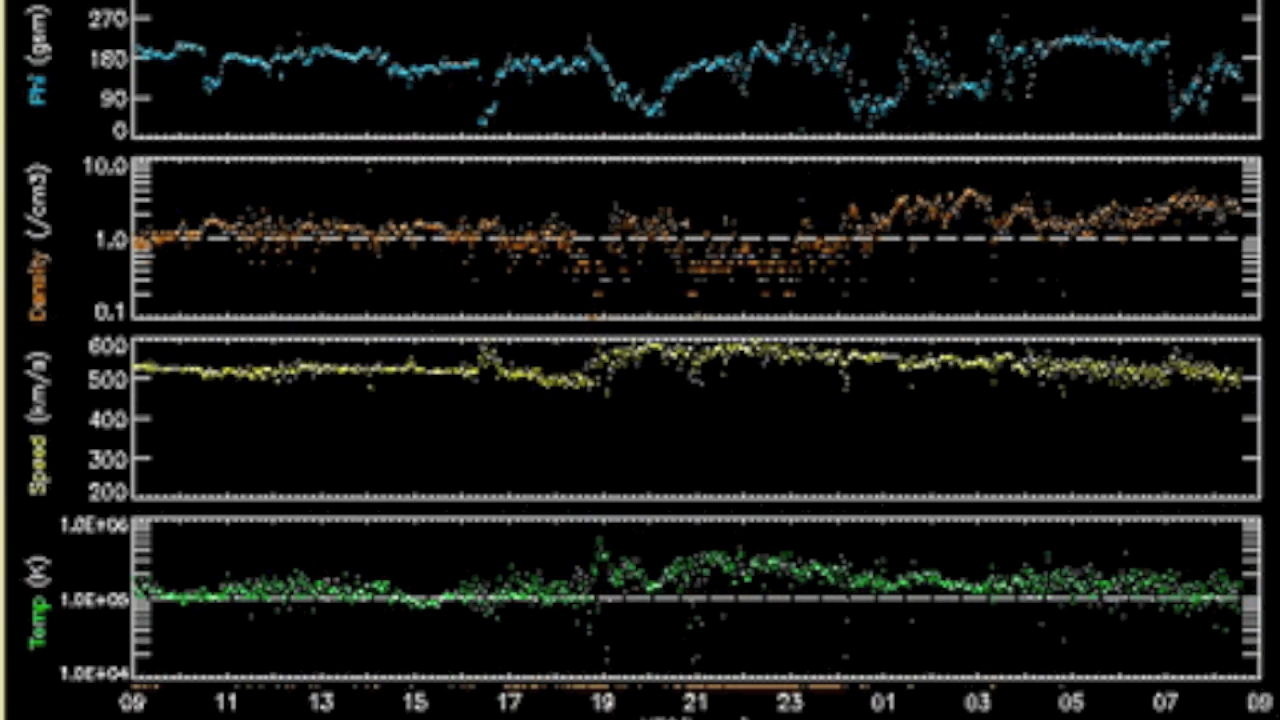 270
Phi (gsm)
180
90
0
10.0
Density (/cm3)
1.0
0.1
600
Speed (km/s)
500
400
300
200
1.0E+06
Temp (K)
1.0E+05
1.0E+04
09 11 13 15 17 19 21 23 01 03 05 07 09